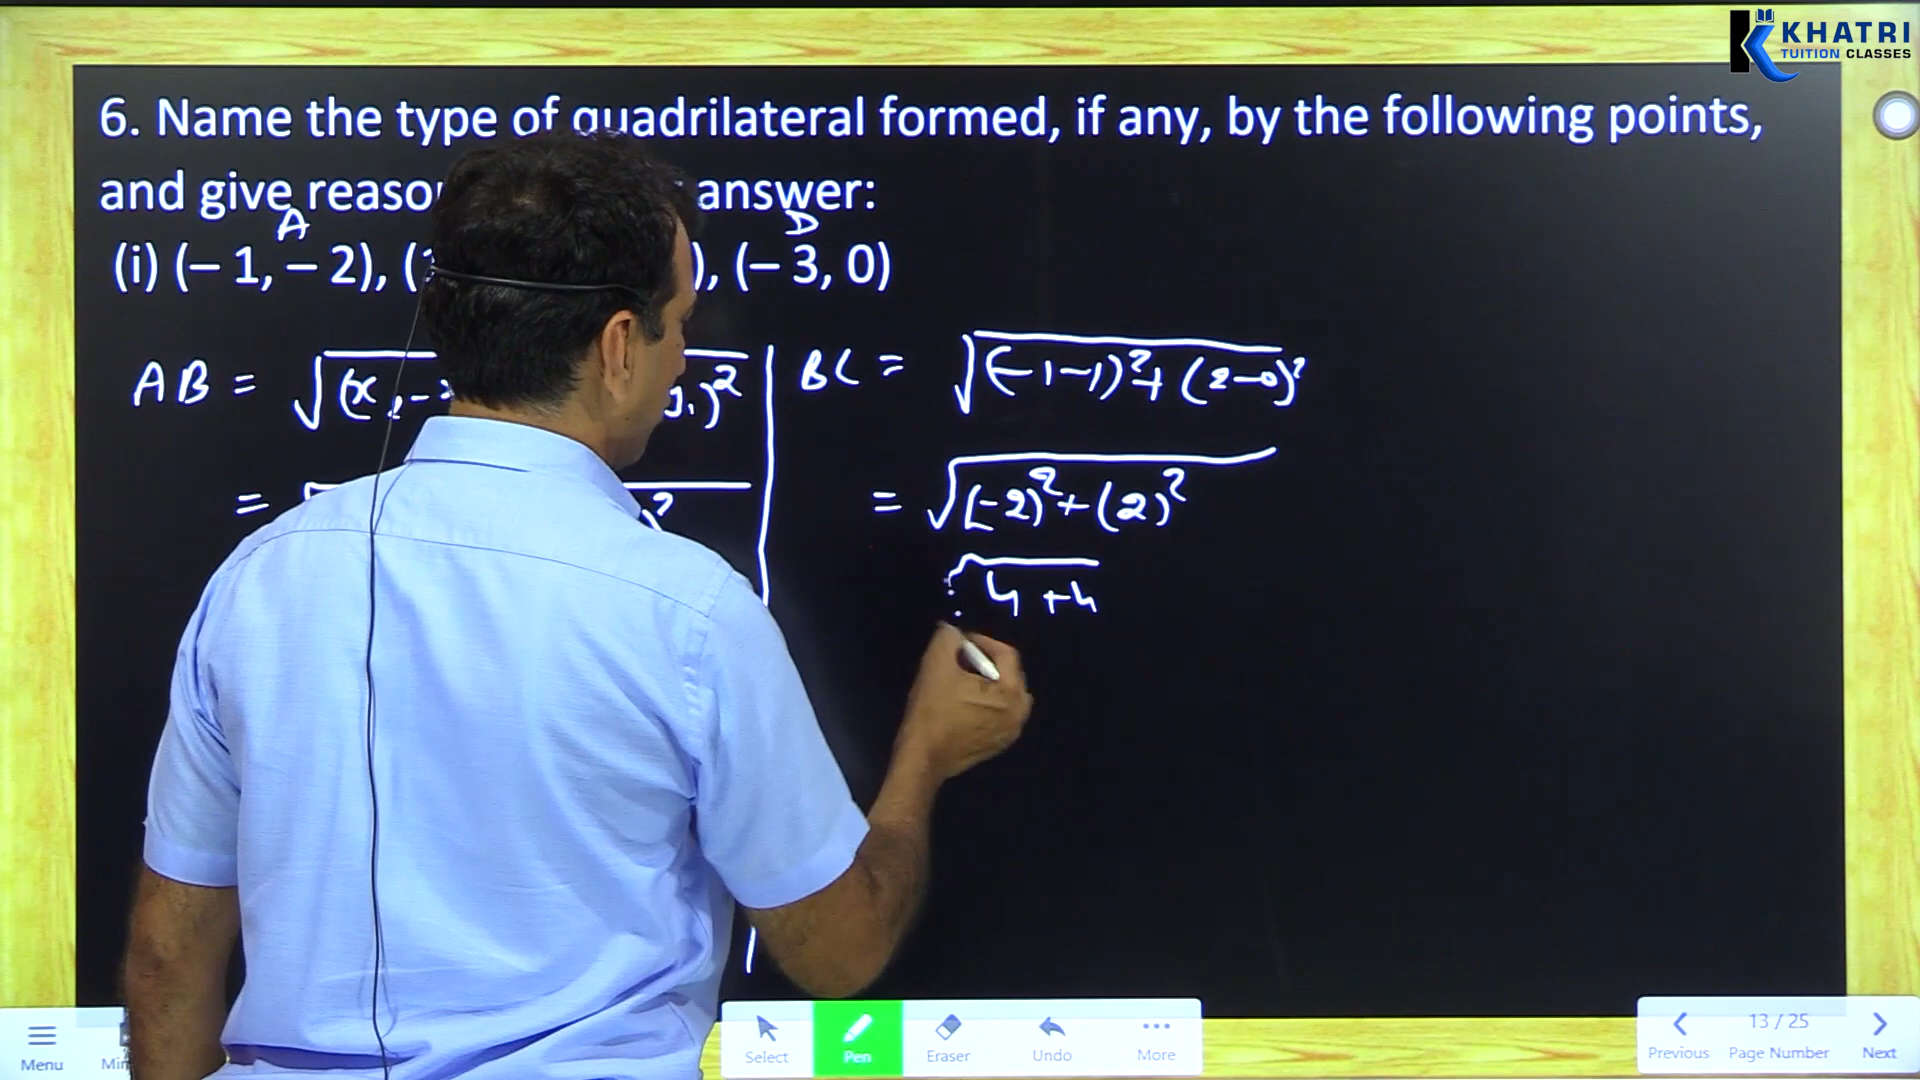 KHATRI
TUITION CLASSES
6. Name the type of quadrilateral formed, if any, by the following points,
and give answer:
A D
(i) (– 1, – 2), ( ), (– 3, 0)
AB = √(x₂ – )²
BC = √(-1-1)²+(2-0)²
=
= √(-2)²+(2)²
√4+4
Menu
Select
Pen
Eraser
Undo
More
Previous
13 / 25
Page Number
Next